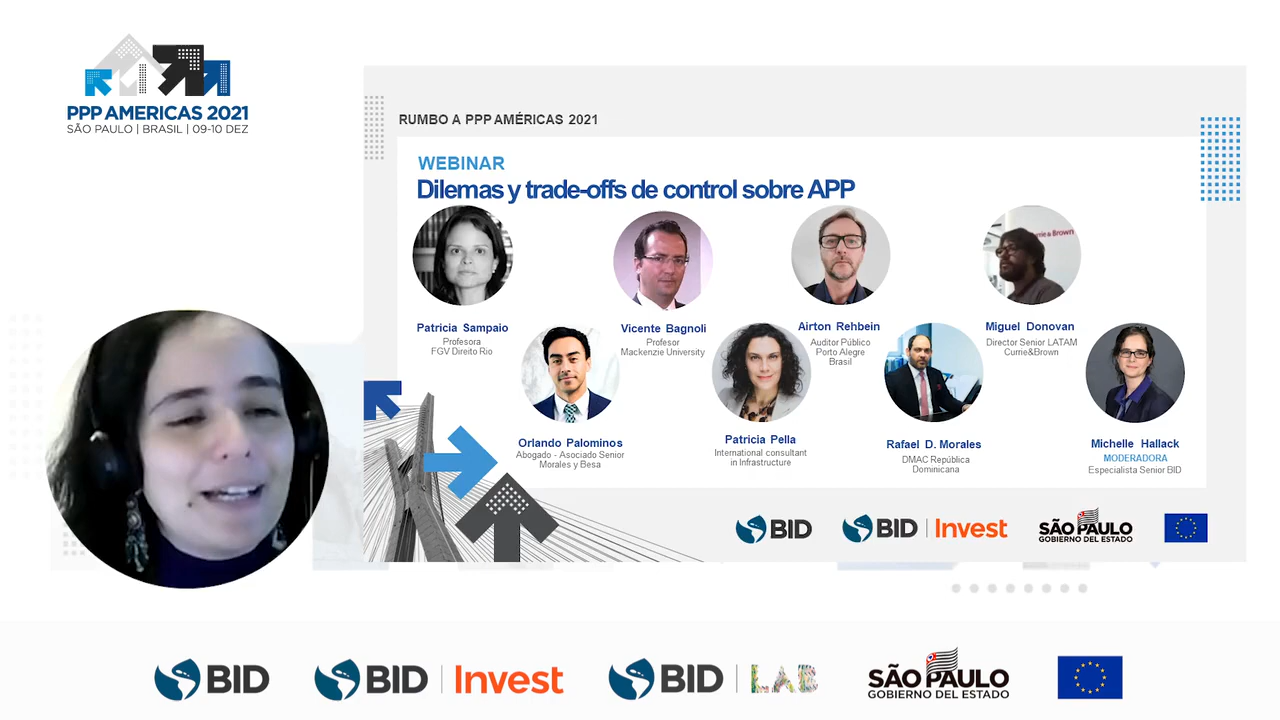 PPP AMERICAS 2021
SÃO PAULO | BRASIL | 09-10 DEZ
RUMBO A PPP AMÉRICAS 2021
WEBINAR
Dilemas y trade-offs de control sobre APP
Patricia Sampaio
Profesora
FGV Direito Rio
Vicente Bagnoli
Profesor
Mackenzie University
Airton Rehbein
Auditor Público
Porto Alegre
Brasil
Miguel Donovan
Director Senior LATAM
Currie&Brown
Orlando Palominos
Abogado - Asociado Senior
Morales y Besa
Patricia Pella
International consultant
in Infrastructure
Rafael D. Morales
DMAC República
Dominicana
Michelle Hallack
MODERADORA
Especialista Senior BID
BID
BID | Invest
SÃO PAULO
GOBIERNO DEL ESTADO
BID
BID | Invest
BID | LAB
SÃO PAULO
GOBIERNO DEL ESTADO